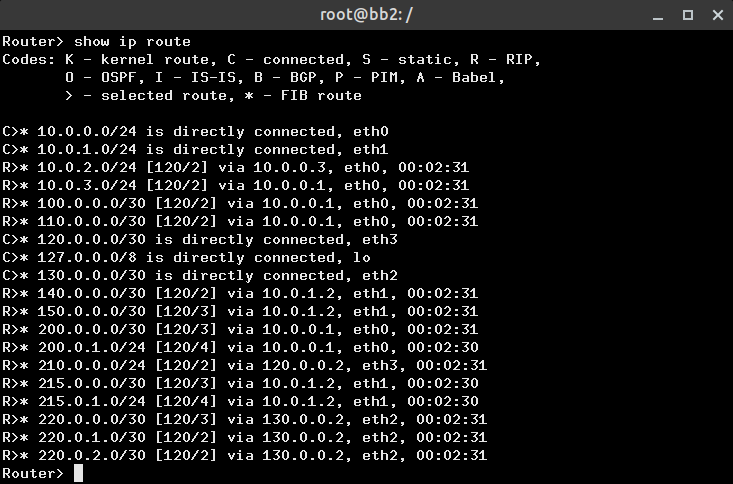 root@bb2: /
Router> show ip route
Codes: K - kernel route, C - connected, S - static, R - RIP,
O - OSPF, I - IS-IS, B - BGP, P - PIM, A - Babel,
> - selected route, * - FIB route
C>* 10.0.0.0/24 is directly connected, eth0
C>* 10.0.1.0/24 is directly connected, eth1
R>* 10.0.2.0/24 [120/2] via 10.0.0.3, eth0, 00:02:31
R>* 10.0.3.0/24 [120/2] via 10.0.0.1, eth0, 00:02:31
R>* 100.0.0.0/30 [120/2] via 10.0.0.1, eth0, 00:02:31
R>* 110.0.0.0/30 [120/2] via 10.0.0.1, eth0, 00:02:31
C>* 120.0.0.0/30 is directly connected, eth3
C>* 127.0.0.0/8 is directly connected, lo
C>* 130.0.0.0/30 is directly connected, eth2
R>* 140.0.0.0/30 [120/2] via 10.0.1.2, eth1, 00:02:31
R>* 150.0.0.0/30 [120/3] via 10.0.1.2, eth1, 00:02:31
R>* 200.0.0.0/30 [120/3] via 10.0.0.1, eth0, 00:02:31
R>* 200.0.1.0/24 [120/4] via 10.0.0.1, eth0, 00:02:30
R>* 210.0.0.0/24 [120/2] via 120.0.0.2, eth3, 00:02:31
R>* 215.0.0.0/30 [120/3] via 10.0.1.2, eth1, 00:02:30
R>* 215.0.1.0/24 [120/4] via 10.0.1.2, eth1, 00:02:30
R>* 220.0.0.0/30 [120/3] via 130.0.0.2, eth2, 00:02:31
R>* 220.0.1.0/30 [120/2] via 130.0.0.2, eth2, 00:02:31
R>* 220.0.2.0/30 [120/2] via 130.0.0.2, eth2, 00:02:31
Router>